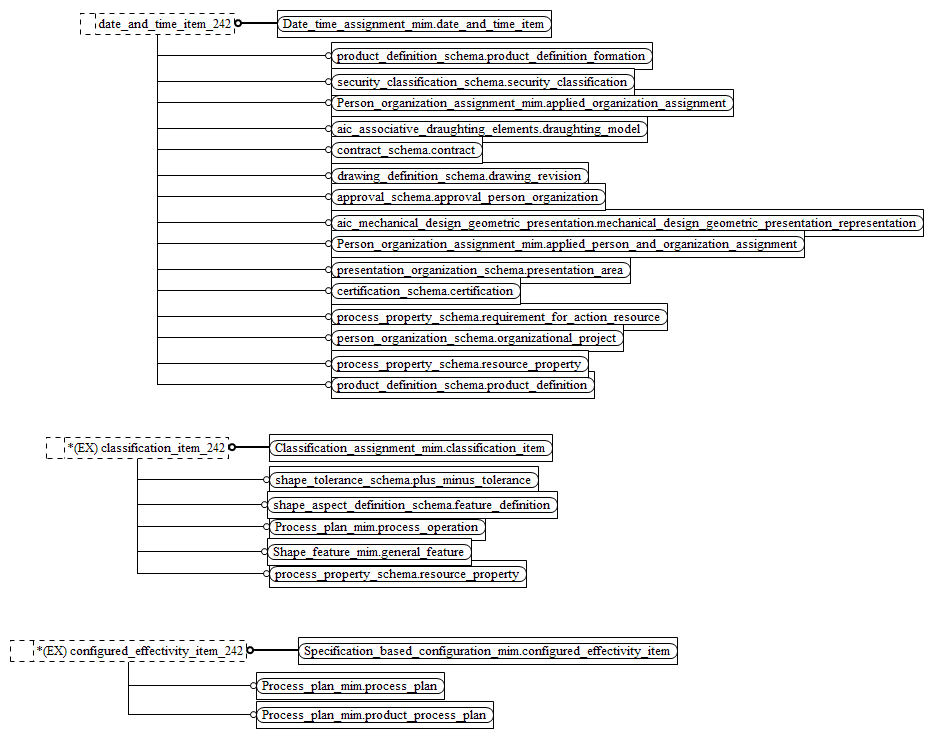 date_and_time_item_242
Date_time_assignment_mim.date_and_time_item
product_definition_schema.product_definition_formation
security_classification_schema.security_classification
Person_organization_assignment_mim.applied_organization_assignment
aic_associative_draughting_elements.draughting_model
contract_schema.contract
drawing_definition_schema.drawing_revision
approval_schema.approval_person_organization
aic_mechanical_design_geometric_presentation.mechanical_design_geometric_presentation_representation
Person_organization_assignment_mim.applied_person_and_organization_assignment
presentation_organization_schema.presentation_area
certification_schema.certification
process_property_schema.requirement_for_action_resource
person_organization_schema.organizational_project
process_property_schema.resource_property
product_definition_schema.product_definition
*(EX) classification_item_242
Classification_assignment_mim.classification_item
shape_tolerance_schema.plus_minus_tolerance
shape_aspect_definition_schema.feature_definition
Process_plan_mim.process_operation
Shape_feature_mim.general_feature
process_property_schema.resource_property
*(EX) configured_effectivity_item_242
Specification_based_configuration_mim.configured_effectivity_item
Process_plan_mim.process_plan
Process_plan_mim.product_process_plan